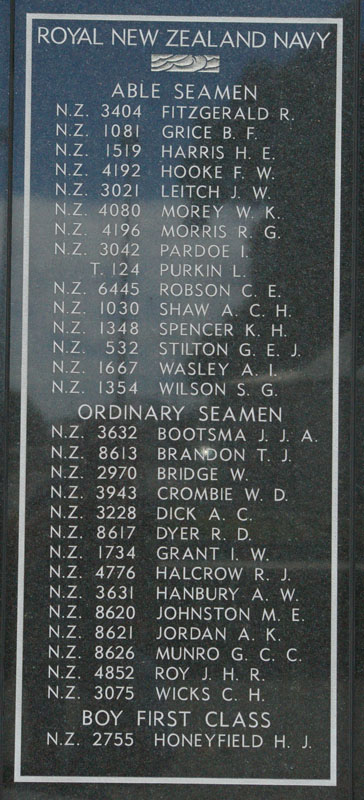 ROYAL NEW ZEALAND NAVY
ABLE SEAMEN
N.Z. 3404 FITZGERALD R.
N.Z. 1081 GRICE B. F.
N.Z. 1519 HARRIS H. E.
N.Z. 4192 HOOKE F. W.
N.Z. 3021 LEITCH J. W.
N.Z. 4080 MOREY W. K.
N.Z. 4196 MORRIS R. G.
N.Z. 3042 PARDOE I.
T. 124 PURKIN L.
N.Z. 6445 ROBSON C. E.
N.Z. 1030 SHAW A. C. H.
N.Z. 1348 SPENCER K. H.
N.Z. 532 STILTON G. E. J.
N.Z. 1667 WASLEY A. I.
N.Z. 1354 WILSON S. G.
ORDINARY SEAMEN
N.Z. 3632 BOOTSMA J. J. A.
N.Z. 8613 BRANDON T. J.
N.Z. 2970 BRIDGE W.
N.Z. 3943 CROMBIE W. D.
N.Z. 3228 DICK A. C.
N.Z. 8617 DYER R. D.
N.Z. 1734 GRANT I. W.
N.Z. 4776 HALCROW R. J.
N.Z. 3631 HANBURY A. W.
N.Z. 8620 JOHNSTON M. E.
N.Z. 8621 JORDAN A. K.
N.Z. 8626 MUNRO G. C. C.
N.Z. 4852 ROY J. H. R.
N.Z. 3075 WICKS C. H.
BOY FIRST CLASS
N.Z. 2755 HONEYFIELD H. J.